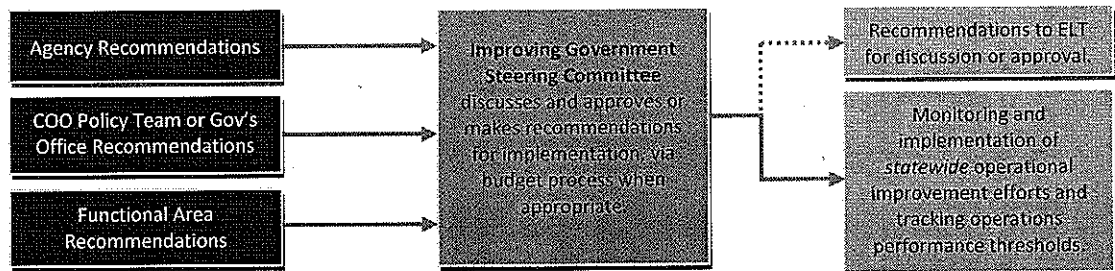 Agency Recommendations
COO Policy Team or Gov's
Office Recommendations
Functional Area
Recommendations
Improving Government
Steering Committee
discusses and approves or
makes recommendations
for implementation, via
budget process when
appropriate.
Recommendations to ELT
for discussion or approval.
Monitoring and
implementation of
statewide operational
improvement efforts and
tracking operations
performance thresholds.